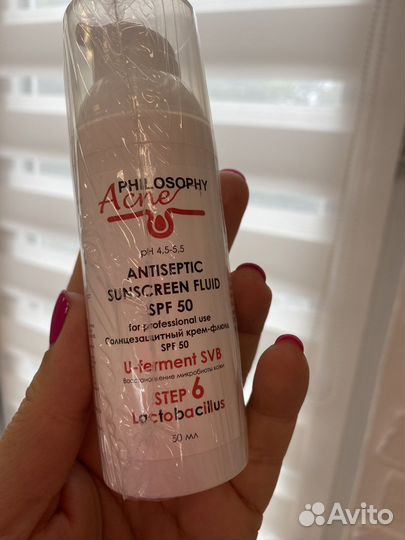 PHILOSOPHY
Acne
pH 4,5-5,5
ANTISEPTIC
SUNSCREEN FLUID
SPF 50
for professional use
Солнцезащитный крем-флюид
SPF 50
U-ferment SVB
Восстановление микробиоты кожи
STEP 6
Lactobacillus
50 мл
Avito